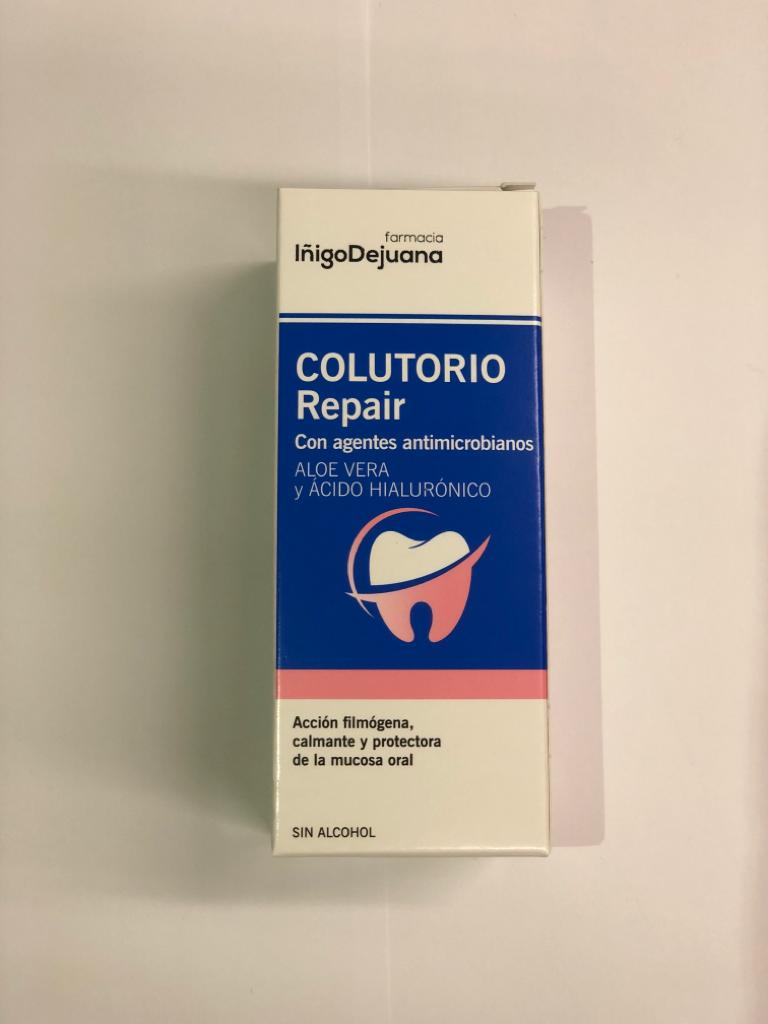 farmacia
IñigoDejuana
COLUTORIO
Repair
Con agentes antimicrobianos
ALOE VERA
y ÁCIDO HIALURÓNICO
Acción filmógena,
calmante y protectora
de la mucosa oral
SIN ALCOHOL